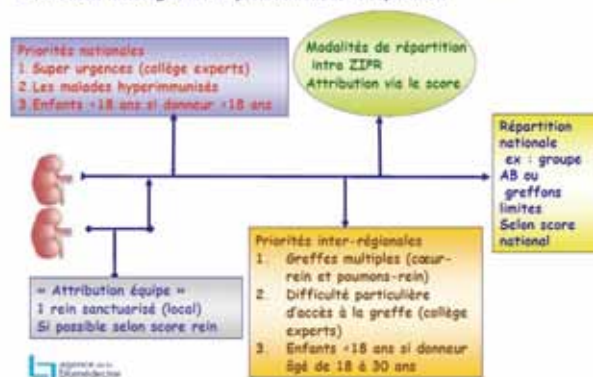 Priorités nationales
1 Super urgences (collège experts)
2.Les malades hyperimmunisés
3.Enfants <18 ans si donneur <18 ans
Modalités de répartition
intra ZIPR
Attribution via le score
Répartition
nationale
ex : groupe
AB ou
greffons
limites
Selon score
national
« Attribution équipe »
1 rein sanctuarisé (local)
Si possible selon score rein
Priorités inter-régionales
1. Greffes multiples (cœur-
rein et poumons-rein)
2. Difficulté particulière
d'accès à la greffe (collège
experts)
3. Enfants <18 ans si donneur
âgé de 18 à 30 ans
agence de la
biomédecine